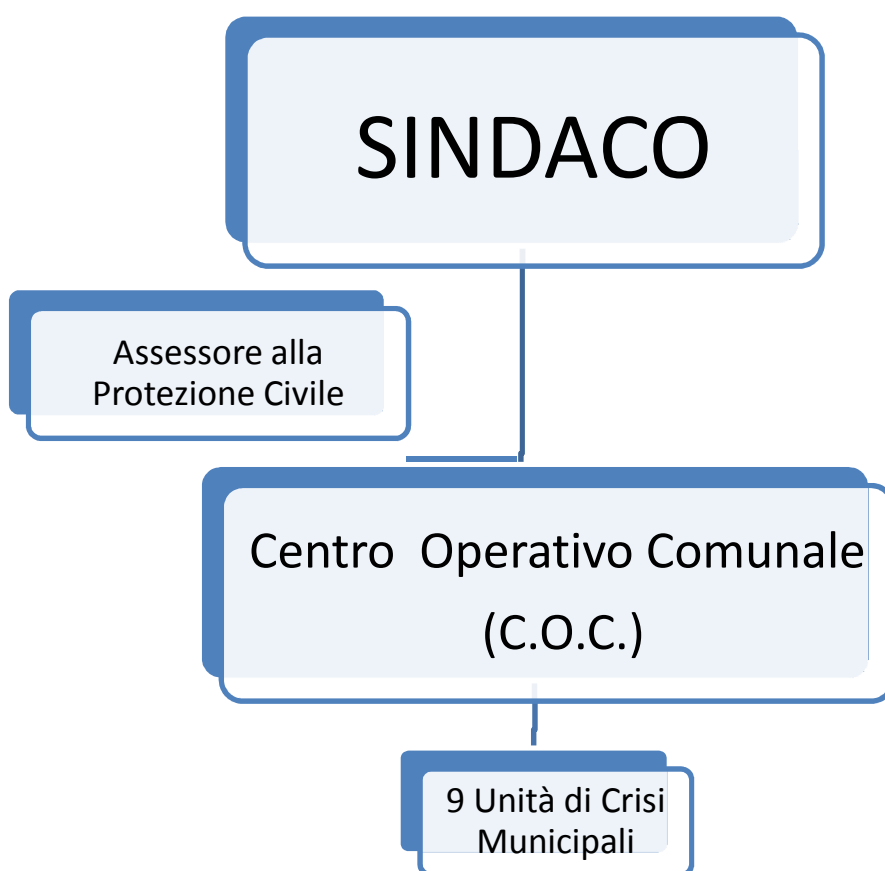 SINDACO
Assessore alla
Protezione Civile
Centro Operativo Comunale
(C.O.C.)
9 Unità di Crisi
Municipali